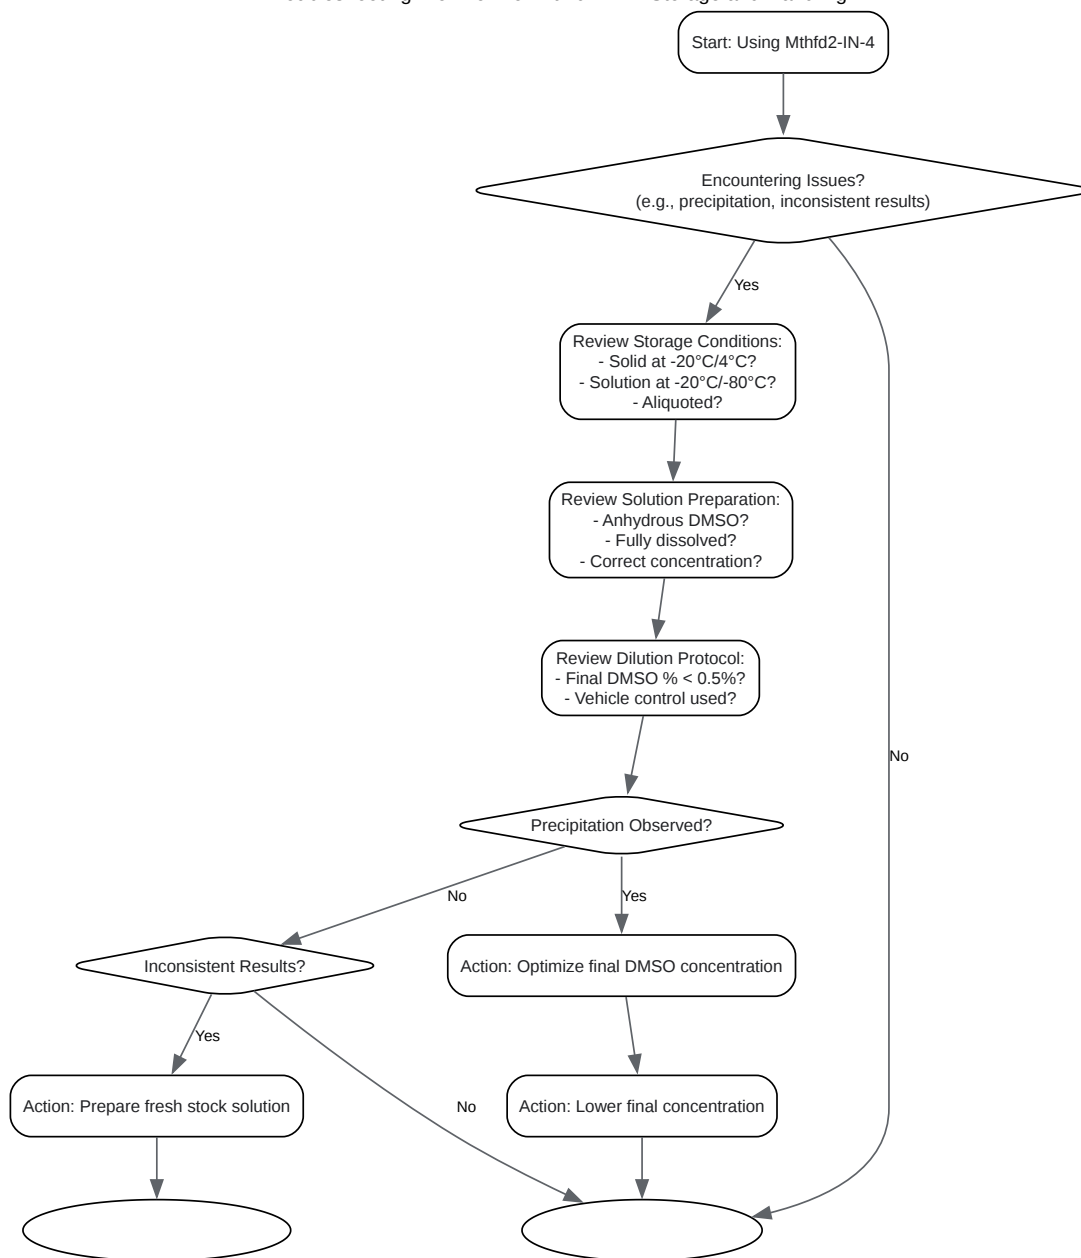 Start: Using Mthfd2-IN-4
Encountering Issues?
(e.g., precipitation, inconsistent results)
Yes
Review Storage Conditions:
- Solid at -20°C/4°C?
- Solution at -20°C/-80°C?
- Aliquoted?
Review Solution Preparation:
- Anhydrous DMSO?
- Fully dissolved?
- Correct concentration?
Review Dilution Protocol:
- Final DMSO % < 0.5%?
- Vehicle control used?
No
Precipitation Observed?
No
Yes
Inconsistent Results?
Action: Optimize final DMSO concentration
Yes
Action: Prepare fresh stock solution
No
Action: Lower final concentration